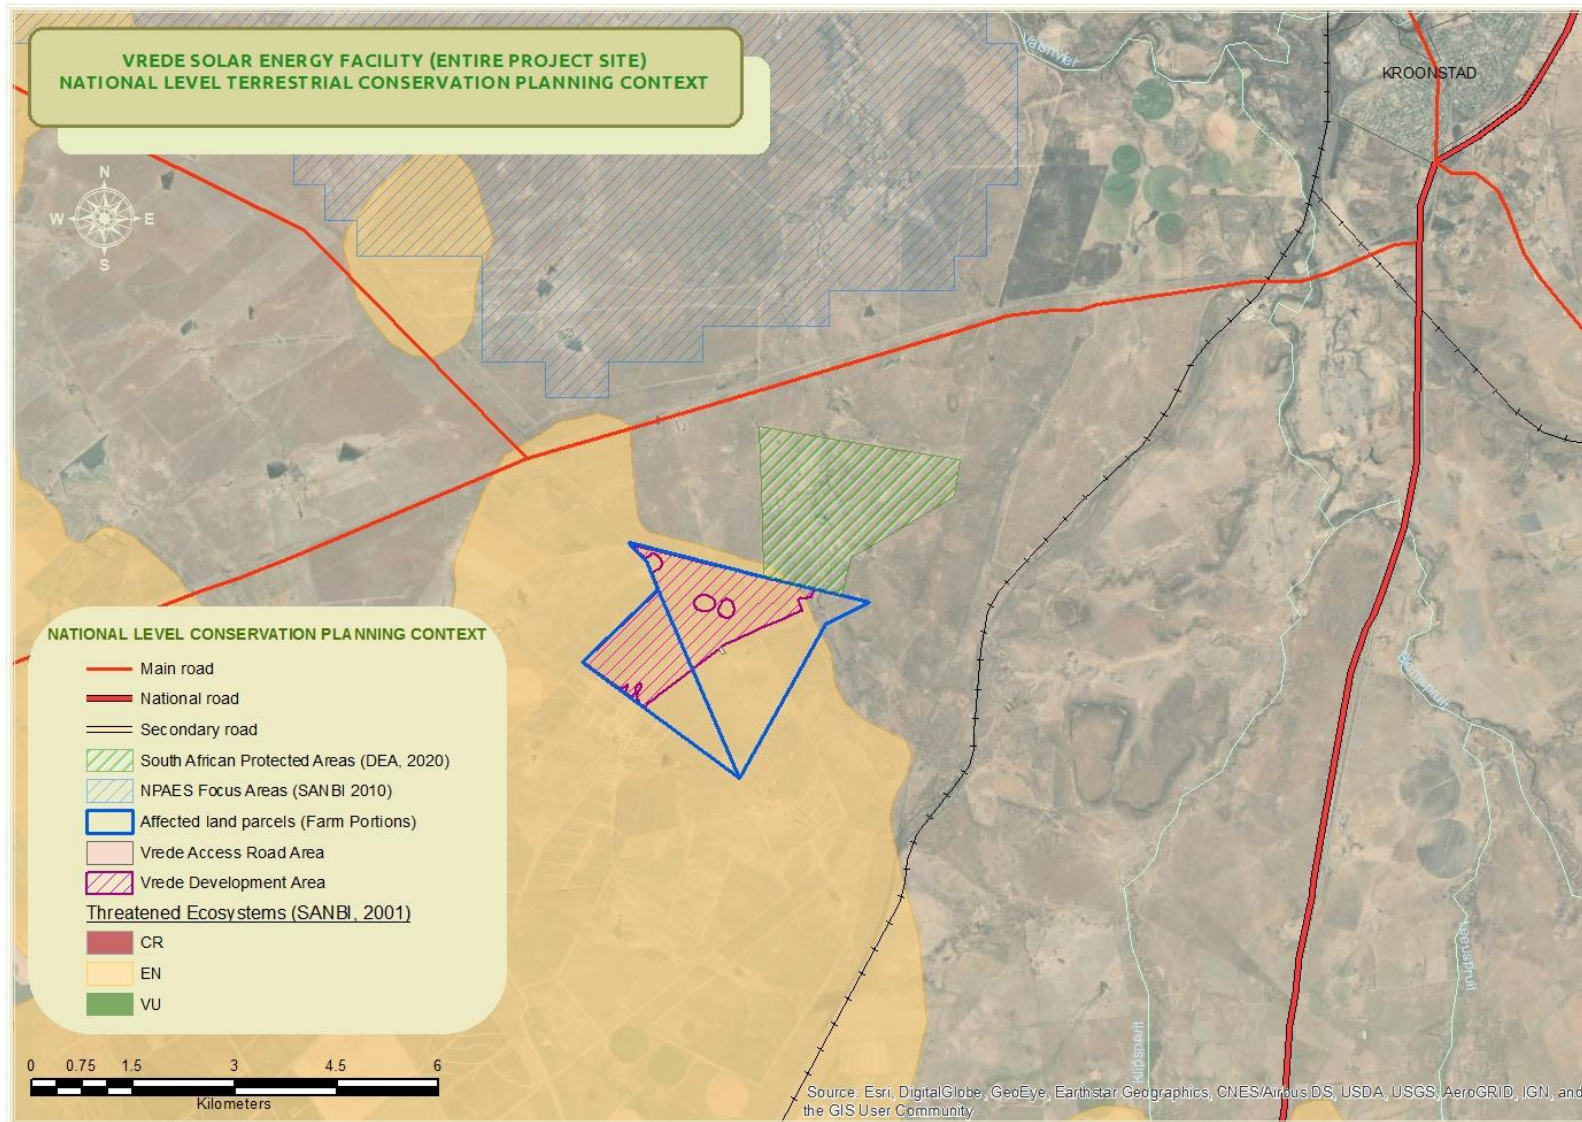 VREDE SOLAR ENERGY FACILITY (ENTIRE PROJECT SITE)
NATIONAL LEVEL TERRESTRIAL CONSERVATION PLANNING CONTEXT
Valsrivier
KROONSTAD
N
W
E
S
NATIONAL LEVEL CONSERVATION PLANNING CONTEXT
Main road
National road
Secondary road
South African Protected Areas (DEA, 2020)
NPAES Focus Areas (SANBI 2010)
Affected land parcels (Farm Portions)
Vrede Access Road Area
Vrede Development Area
Threatened Ecosystems (SANBI, 2001)
CR
EN
VU
Blomspruit
Leeuspruit
Klipspruit
0 0.75 1.5 3 4.5 6
Kilometers
Source: Esri, DigitalGlobe, GeoEye, Earthstar Geographics, CNES/Airbus DS, USDA, USGS, AeroGRID, IGN, and
the GIS User Community